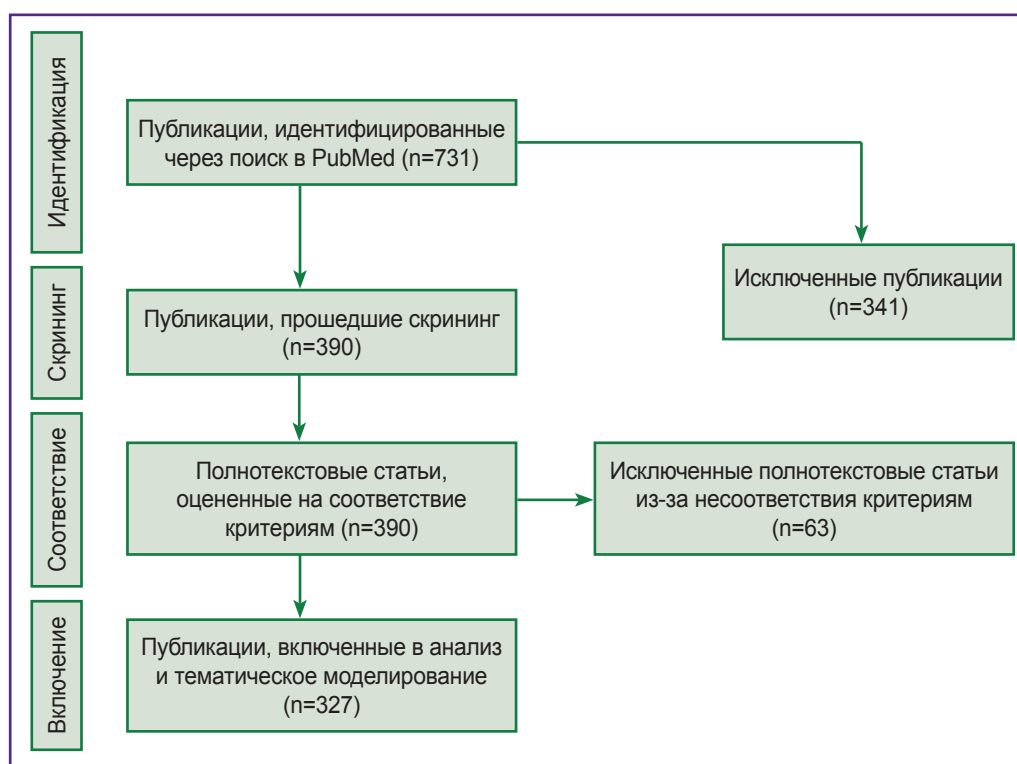 Идентификация
Публикации, идентифицированные
через поиск в PubMed (n=731)
Исключенные публикации
(n=341)
Скрининг
Публикации, прошедшие скрининг
(n=390)
Соответствие
Полнотекстовые статьи,
оцененные на соответствие
критериям (n=390)
Исключенные полнотекстовые статьи
из-за несоответствия критериям
(n=63)
Включение
Публикации, включенные в анализ
и тематическое моделирование
(n=327)